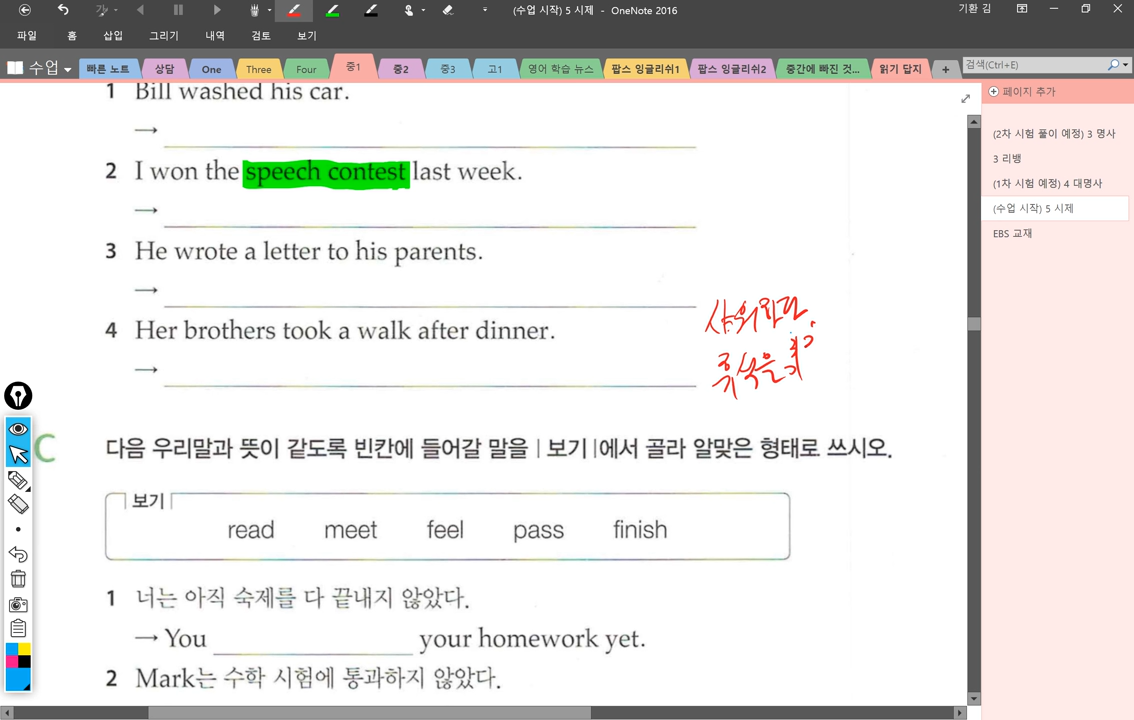 (수업 시작) 5 시제 - OneNote 2016
기환 김
파일 홈 삽입 그리기 내역 검토 보기
수업 빠른 노트 상담 One Three Four 중1 중2 중3 고1 영어 학습 뉴스 팝스 잉글리쉬1 팝스 잉글리쉬2 중간에 빠진 것... 읽기 답지 + 검색(Ctrl+E)
페이지 추가
(2차 시험 풀이 예정) 3 명사
3 리뱅
(1차 시험 예정) 4 대명사
(수업 시작) 5 시제
EBS 교재
1 Bill washed his car.
→
2 I won the speech contest last week.
→
3 He wrote a letter to his parents.
→
4 Her brothers took a walk after dinner.
→
C 다음 우리말과 뜻이 같도록 빈칸에 들어갈 말을 |보기|에서 골라 알맞은 형태로 쓰시오.
보기
read meet feel pass finish
1 너는 아직 숙제를 다 끝내지 않았다.
→ You your homework yet.
2 Mark는 수학 시험에 통과하지 않았다.